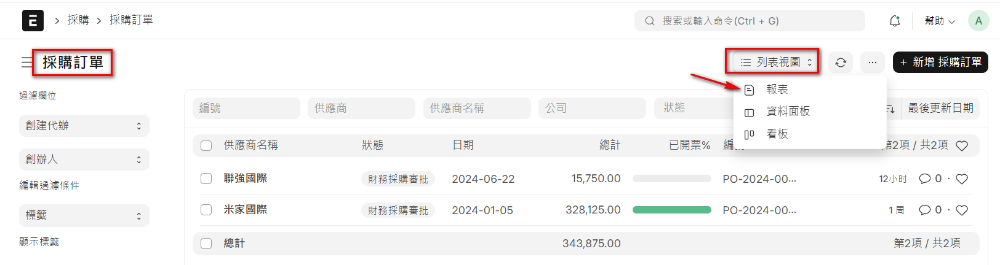 E
採購
採購訂單
搜索或輸入命令(Ctrl + G)
幫助
A
採購訂單
列表視圖
...
+ 新增 採購訂單
報表
資料面板
看板
過濾欄位
創建代辦
創辦人
編輯過濾條件
標籤
顯示標籤
編號
供應商
供應商名稱
公司
狀態
最後更新日期
供應商名稱 狀態 日期 總計 已開票% 第2項 / 共2項
聯強國際 財務採購審批 2024-06-22 15,750.00 PO-2024-00... 12小时 0 ·
米家國際 財務採購審批 2024-01-05 328,125.00 PO-2024-00... 1 周 0 ·
總計 343,875.00 第2項 / 共2項